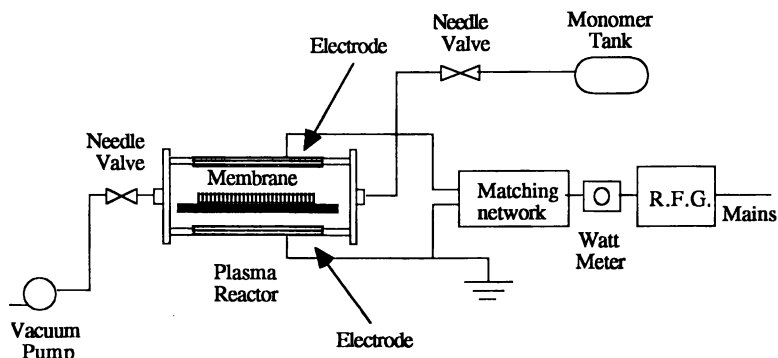 Electrode
Needle
Valve
Monomer
Tank
Needle
Valve
Membrane
Matching
network
R.F.G.
Mains
Watt
Meter
Plasma
Reactor
Electrode
Vacuum
Pump